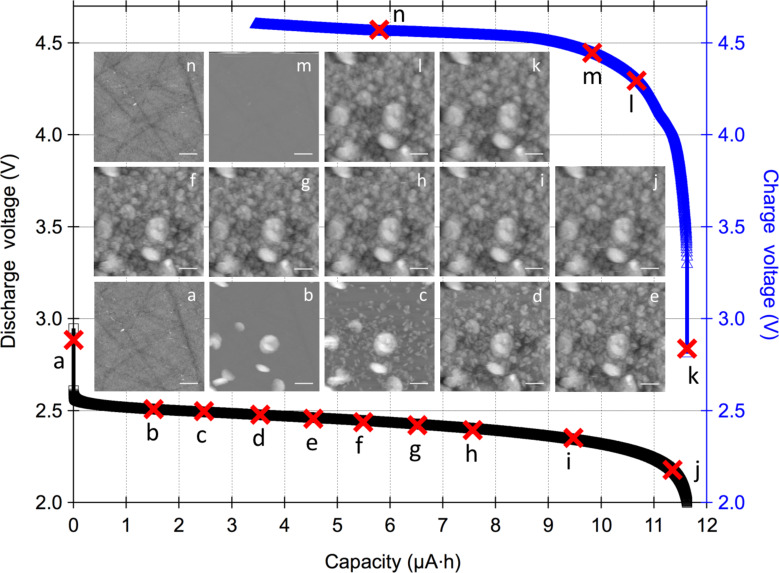 n
4.5
4.5
m
l
n
m
l
k
4.0
4.0
f
g
h
i
j
3.5
3.5
Discharge voltage (V)
Charge voltage (V)
a
b
c
d
e
3.0
3.0
a
k
2.5
2.5
b
c
d
e
f
g
h
i
j
2.0
2.0
0 1 2 3 4 5 6 7 8 9 10 11 12
Capacity (µA·h)